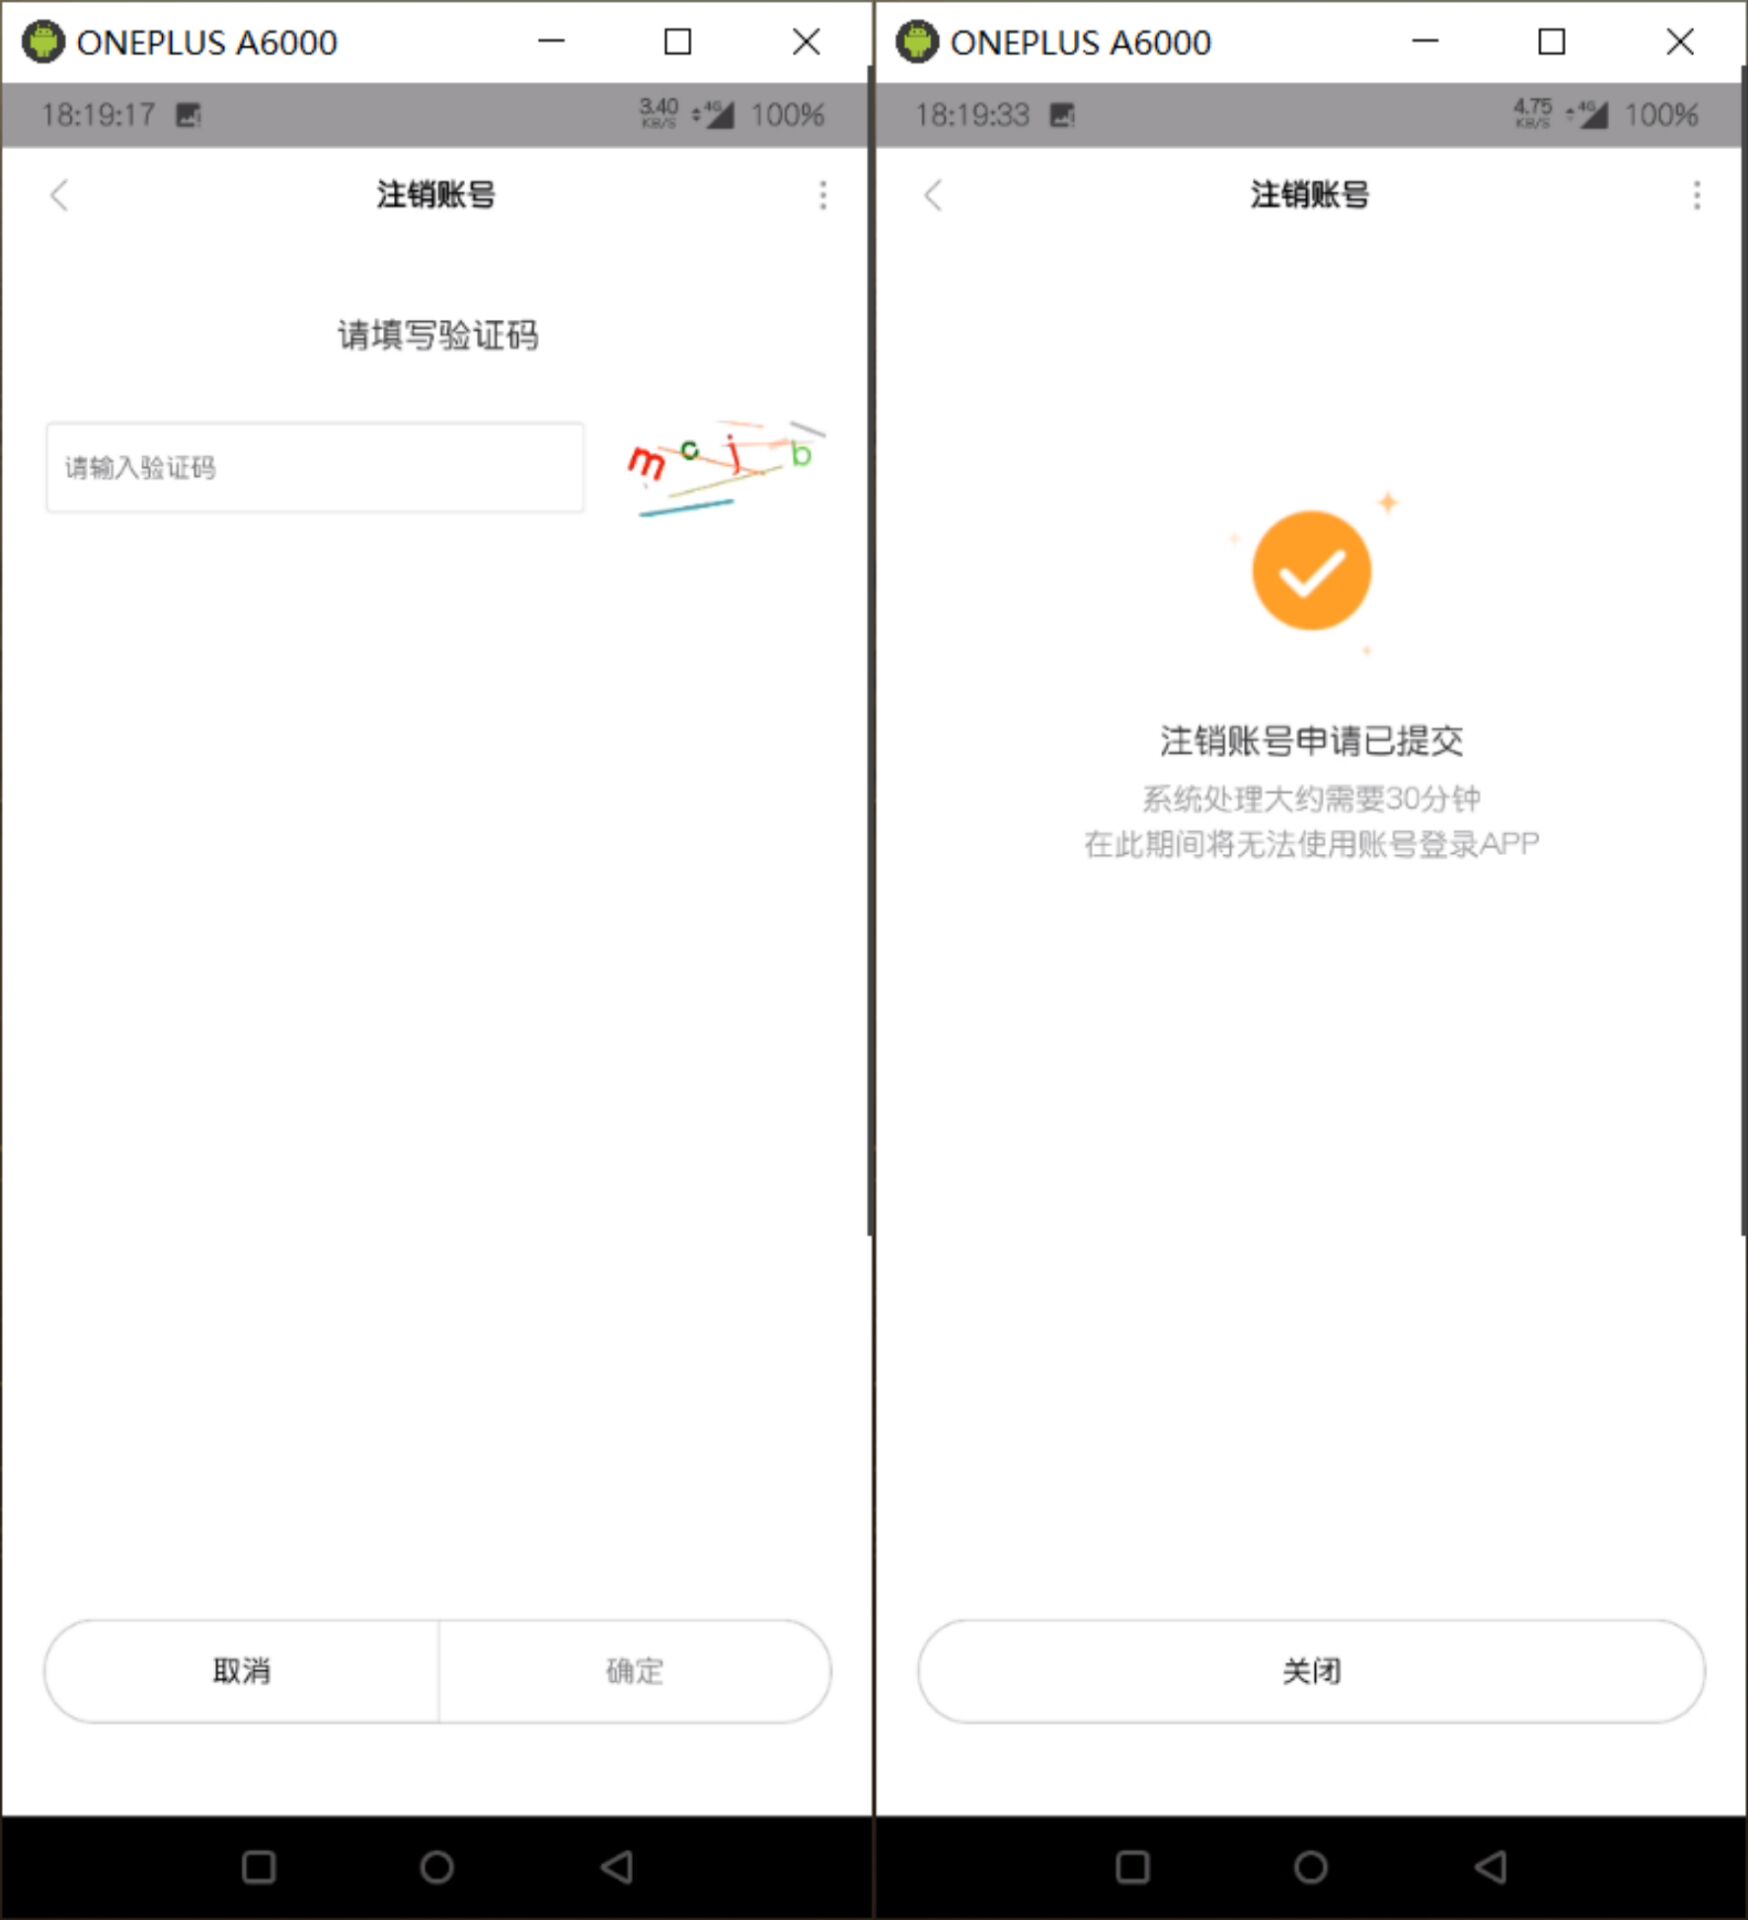 ONEPLUS A6000
18:19:17 3.40 KB/S 4G 100%
注销账号
请填写验证码
请输入验证码
m c j b
取消 确定
ONEPLUS A6000
18:19:33 4.75 KB/S 4G 100%
注销账号
注销账号申请已提交
系统处理大约需要30分钟
在此期间将无法使用账号登录APP
关闭